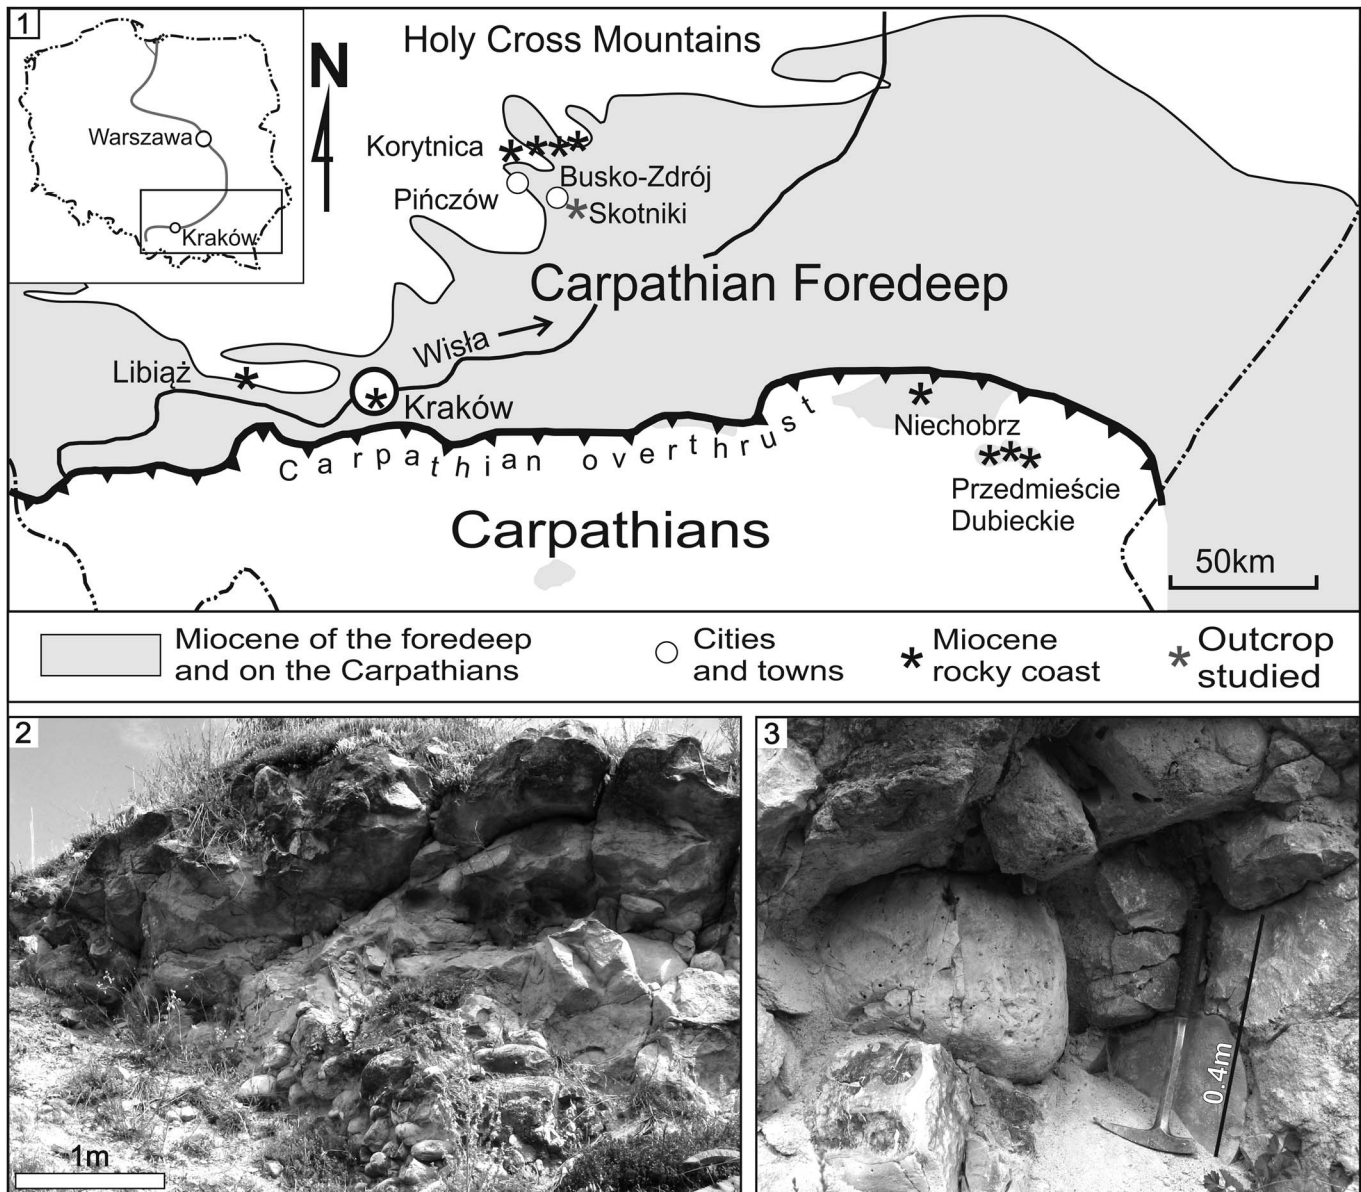 1
Warszawa
Kraków
N
Holy Cross Mountains
Korytnica
Pińczów
Busko-Zdrój
Skotniki
Carpathian Foredeep
Wisła
Libiąż
Kraków
Carpathian overthrust
Niechobrz
Przedmieście
Dubieckie
Carpathians
50km
Miocene of the foredeep
and on the Carpathians
Cities
and towns
Miocene
rocky coast
Outcrop
studied
2
1m
3
0.4m